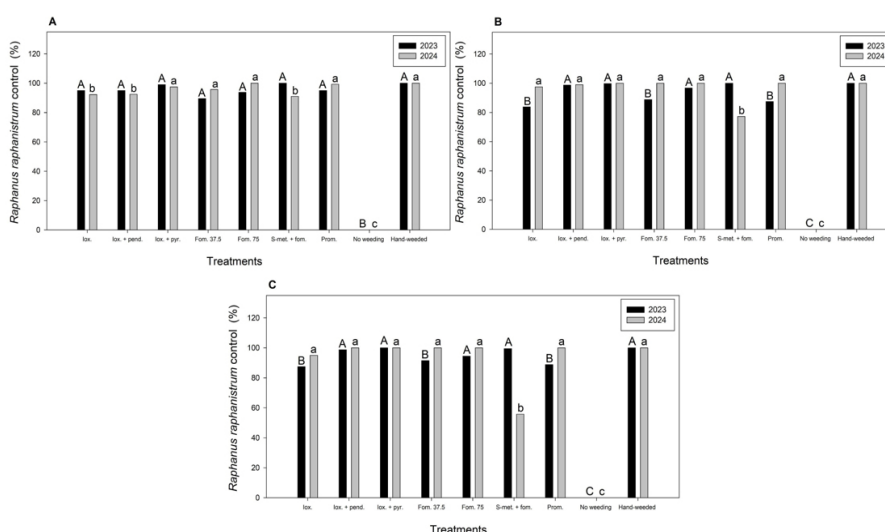 A
2023
2024
Raphanus raphanistrum control (%)
120
100
80
60
40
20
0
A b A b A a A a A a A b A a B c A a
Iox. Iox. + pend. Iox. + pyr. Fom. 37.5 Fom. 75 S-met. + fom. Prom. No weeding Hand-weeded
Treatments
B
2023
2024
Raphanus raphanistrum control (%)
120
100
80
60
40
20
0
B a A a A a B a A a A b B a C c A a
Iox. Iox. + pend. Iox. + pyr. Fom. 37.5 Fom. 75 S-met. + fom. Prom. No weeding Hand-weeded
Treatments
C
2023
2024
Raphanus raphanistrum control (%)
120
100
80
60
40
20
0
B a A a A a B a A a A b B a C c A a
Iox. Iox. + pend. Iox. + pyr. Fom. 37.5 Fom. 75 S-met. + fom. Prom. No weeding Hand-weeded
Treatments